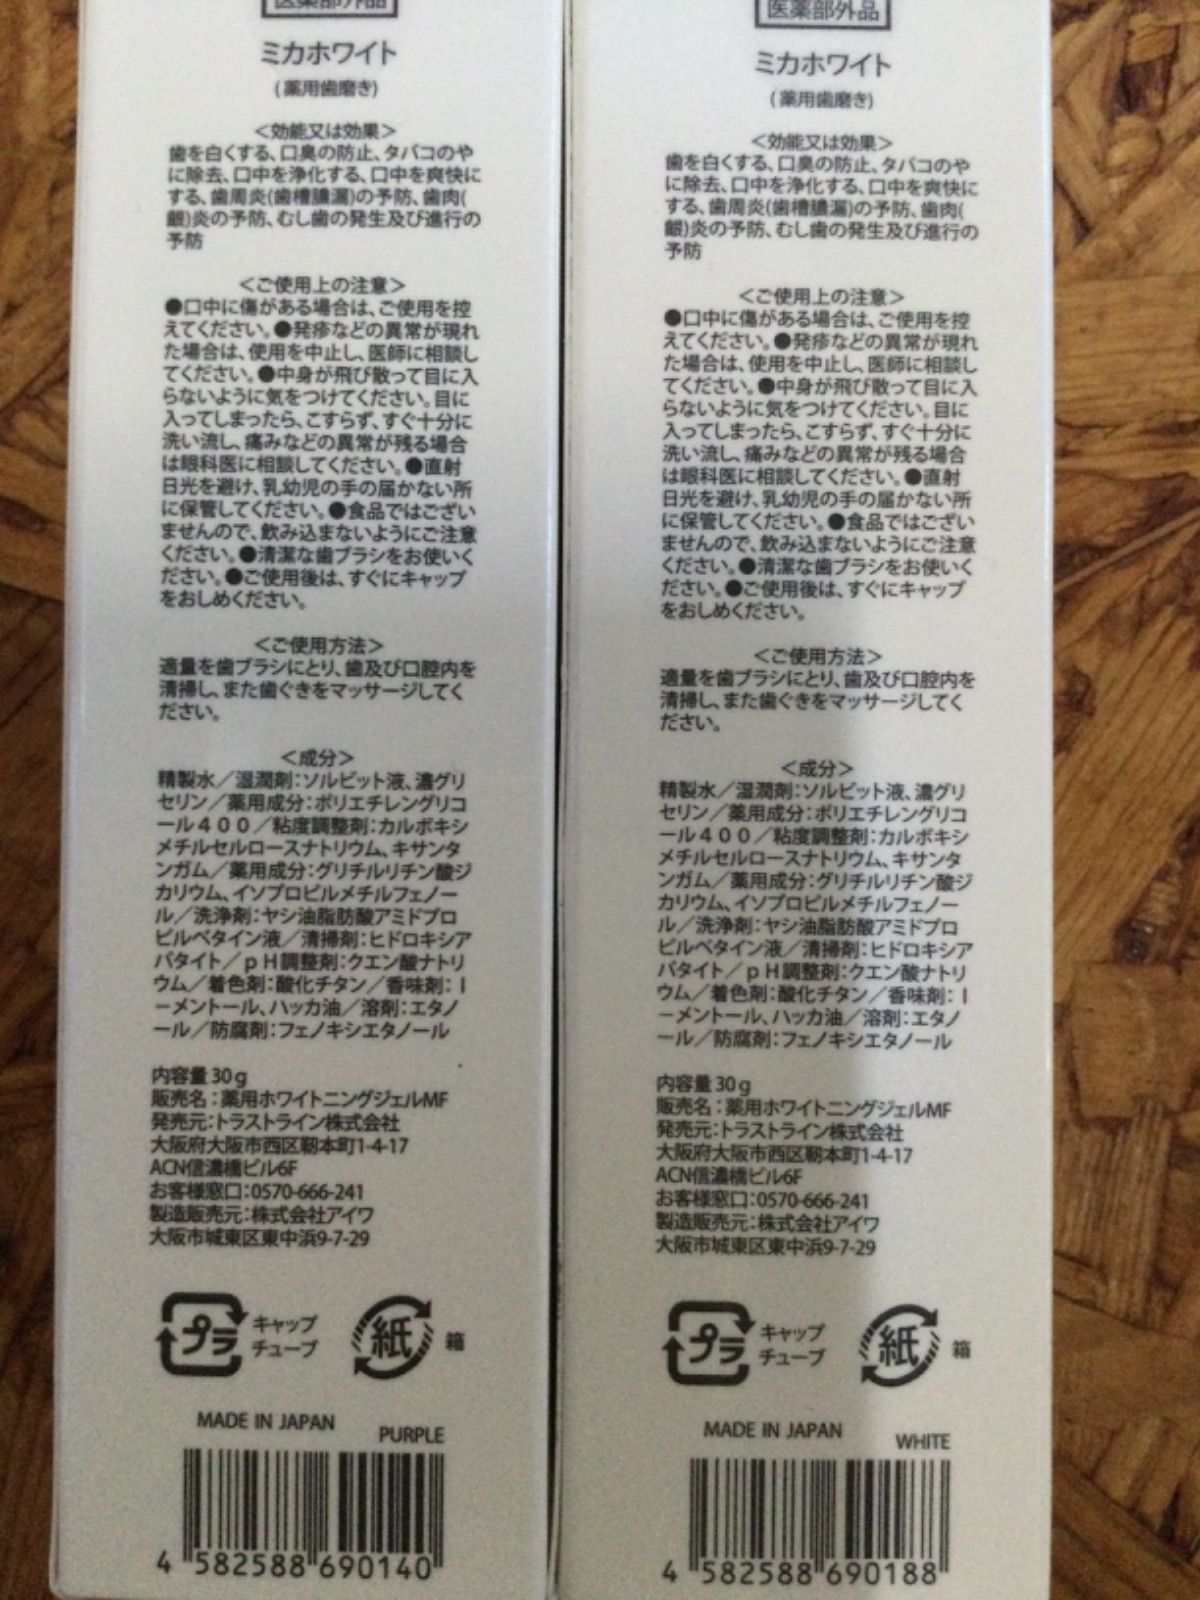 医薬部外品
ミカホワイト
(薬用歯磨き)
＜効能又は効果＞
歯を白くする、口臭の防止、タバコのや
に除去、口中を浄化する、口中を爽快に
する、歯周炎(歯槽膿漏)の予防、歯肉(
齦)炎の予防、むし歯の発生及び進行の
予防
＜ご使用上の注意＞
●口中に傷がある場合は、ご使用を控
えてください。●発疹などの異常が現れ
た場合は、使用を中止し、医師に相談し
てください。●中身が飛び散って目に入
らないように気をつけてください。目に
入ってしまったら、こすらず、すぐ十分に
洗い流し、痛みなどの異常が残る場合
は眼科医に相談してください。●直射
日光を避け、乳幼児の手の届かない所
に保管してください。●食品ではござい
ませんので、飲み込まないようにご注意
ください。●清潔な歯ブラシをお使いく
ださい。●ご使用後は、すぐにキャップ
をおしめください。
＜ご使用方法＞
適量を歯ブラシにとり、歯及び口腔内を
清掃し、また歯ぐきをマッサージしてく
ださい。
＜成分＞
精製水／湿潤剤：ソルビット液、濃グリ
セリン／薬用成分：ポリエチレングリコ
ール４００／粘度調整剤：カルボキシ
メチルセルロースナトリウム、キサンタ
ンガム／薬用成分：グリチルリチン酸ジ
カリウム、イソプロピルメチルフェノー
ル／洗浄剤：ヤシ油脂肪酸アミドプロ
ピルベタイン液／清掃剤：ヒドロキシア
パタイト／ｐＨ調整剤：クエン酸ナトリ
ウム／着色剤：酸化チタン／香味剤：ｌ
－メントール、ハッカ油／溶剤：エタノ
ール／防腐剤：フェノキシエタノール
内容量 30ｇ
販売名：薬用ホワイトニングジェルMF
発売元：トラストライン株式会社
大阪府大阪市西区靭本町1-4-17
ACN信濃橋ビル6F
お客様窓口：0570-666-241
製造販売元：株式会社アイワ
大阪市城東区東中浜9-7-29
プラ
キャップ
チューブ
紙
箱
MADE IN JAPAN
PURPLE
4 582588 690140
医薬部外品
ミカホワイト
(薬用歯磨き)
＜効能又は効果＞
歯を白くする、口臭の防止、タバコのや
に除去、口中を浄化する、口中を爽快に
する、歯周炎(歯槽膿漏)の予防、歯肉(
齦)炎の予防、むし歯の発生及び進行の
予防
＜ご使用上の注意＞
●口中に傷がある場合は、ご使用を控
えてください。●発疹などの異常が現れ
た場合は、使用を中止し、医師に相談し
てください。●中身が飛び散って目に入
らないように気をつけてください。目に
入ってしまったら、こすらず、すぐ十分に
洗い流し、痛みなどの異常が残る場合
は眼科医に相談してください。●直射
日光を避け、乳幼児の手の届かない所
に保管してください。●食品ではござい
ませんので、飲み込まないようにご注意
ください。●清潔な歯ブラシをお使いく
ださい。●ご使用後は、すぐにキャップ
をおしめください。
＜ご使用方法＞
適量を歯ブラシにとり、歯及び口腔内を
清掃し、また歯ぐきをマッサージしてく
ださい。
＜成分＞
精製水／湿潤剤：ソルビット液、濃グリ
セリン／薬用成分：ポリエチレングリコ
ール４００／粘度調整剤：カルボキシ
メチルセルロースナトリウム、キサンタ
ンガム／薬用成分：グリチルリチン酸ジ
カリウム、イソプロピルメチルフェノー
ル／洗浄剤：ヤシ油脂肪酸アミドプロ
ピルベタイン液／清掃剤：ヒドロキシア
パタイト／ｐＨ調整剤：クエン酸ナトリ
ウム／着色剤：酸化チタン／香味剤：ｌ
－メントール、ハッカ油／溶剤：エタノ
ール／防腐剤：フェノキシエタノール
内容量 30ｇ
販売名：薬用ホワイトニングジェルMF
発売元：トラストライン株式会社
大阪府大阪市西区靭本町1-4-17
ACN信濃橋ビル6F
お客様窓口：0570-666-241
製造販売元：株式会社アイワ
大阪市城東区東中浜9-7-29
プラ
キャップ
チューブ
紙
箱
MADE IN JAPAN
WHITE
4 582588 690188